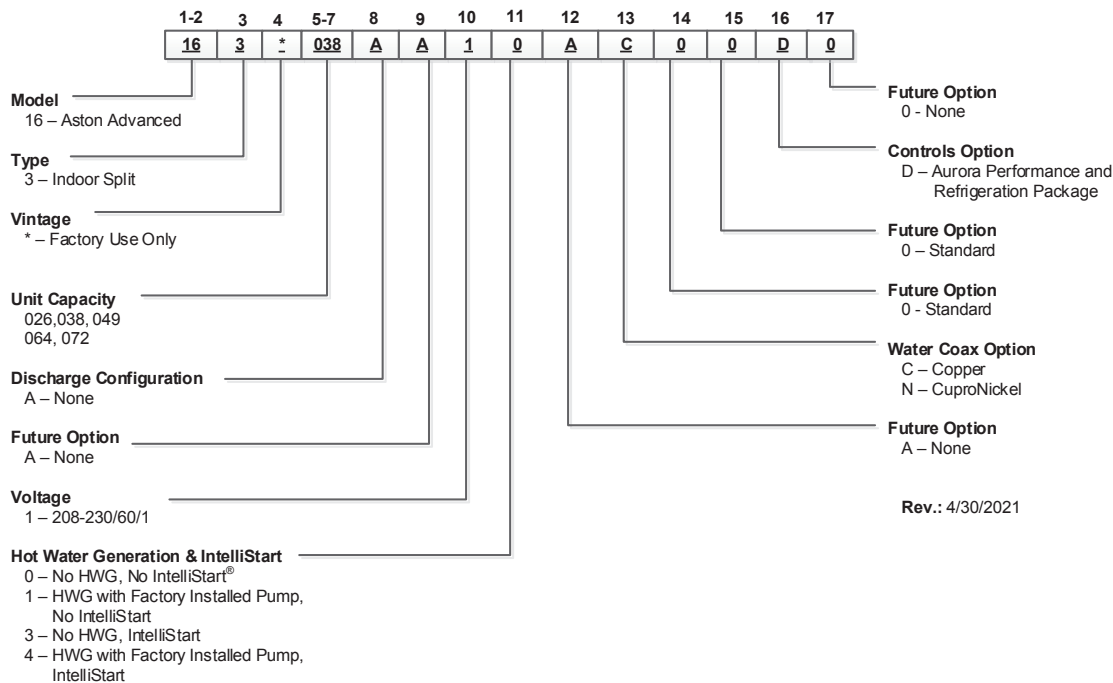 1-2 3 4 5-7 8 9 10 11 12 13 14 15 16 17
16 3 * 038 A A 1 0 A C 0 0 D 0
Model
16 – Aston Advanced
Type
3 – Indoor Split
Vintage
* – Factory Use Only
Unit Capacity
026,038, 049
064, 072
Discharge Configuration
A – None
Future Option
A – None
Voltage
1 – 208-230/60/1
Hot Water Generation & IntelliStart
0 – No HWG, No IntelliStart®
1 – HWG with Factory Installed Pump,
No IntelliStart
3 – No HWG, IntelliStart
4 – HWG with Factory Installed Pump,
IntelliStart
Future Option
0 - None
Controls Option
D – Aurora Performance and
Refrigeration Package
Future Option
0 – Standard
Future Option
0 - Standard
Water Coax Option
C – Copper
N – CuproNickel
Future Option
A – None
Rev.: 4/30/2021